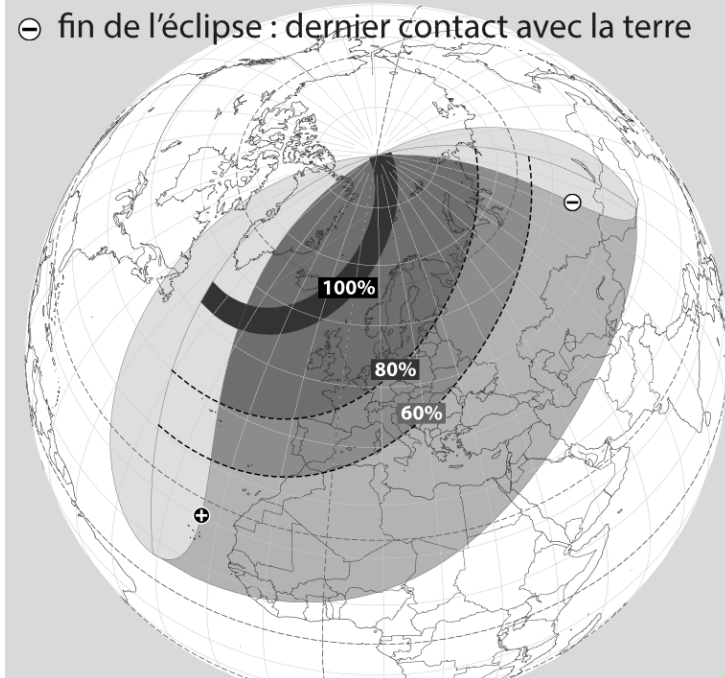 ⊖ fin de l’éclipse : dernier contact avec la terre
100%
80%
60%